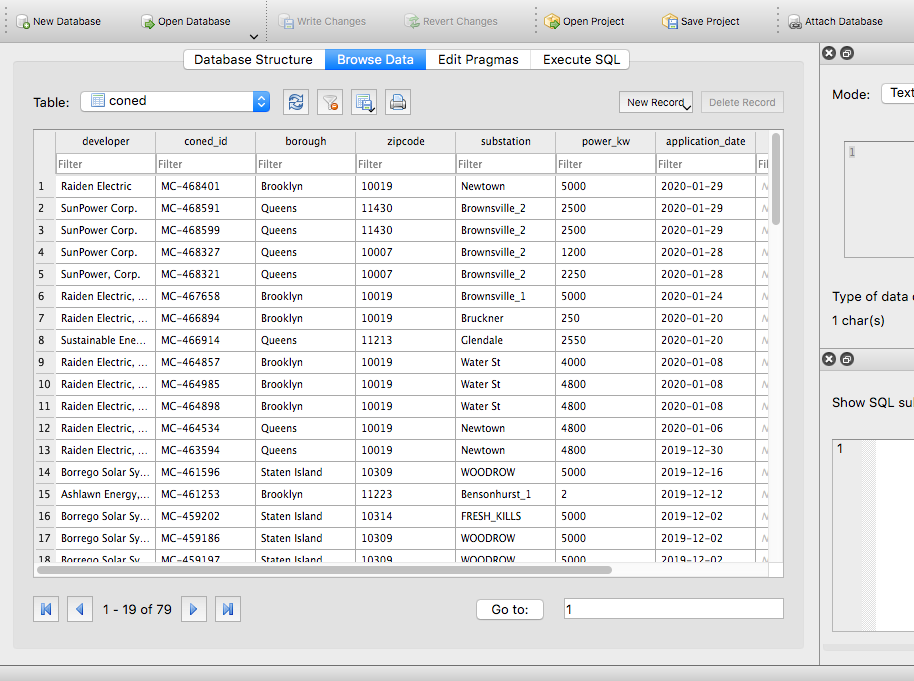 New Database Open Database Write Changes Revert Changes Open Project Save Project Attach Database
Database Structure Browse Data Edit Pragmas Execute SQL
Table: coned New Record Delete Record
developer coned_id borough zipcode substation power_kw application_date
Filter Filter Filter Filter Filter Filter Filter Fil
1 Raiden Electric MC-468401 Brooklyn 10019 Newtown 5000 2020-01-29
2 SunPower Corp. MC-468591 Queens 11430 Brownsville_2 2500 2020-01-29
3 SunPower Corp. MC-468599 Queens 11430 Brownsville_2 2500 2020-01-29
4 SunPower Corp. MC-468327 Queens 10007 Brownsville_2 1200 2020-01-28
5 SunPower, Corp. MC-468321 Queens 10007 Brownsville_2 2250 2020-01-28
6 Raiden Electric, ... MC-467658 Brooklyn 10019 Brownsville_1 5000 2020-01-24
7 Raiden Electric, ... MC-466894 Brooklyn 10019 Bruckner 250 2020-01-20
8 Sustainable Ene... MC-466914 Queens 11213 Glendale 2550 2020-01-20
9 Raiden Electric, ... MC-464857 Brooklyn 10019 Water St 4000 2020-01-08
10 Raiden Electric, ... MC-464985 Brooklyn 10019 Water St 4800 2020-01-08
11 Raiden Electric, ... MC-464898 Brooklyn 10019 Water St 4800 2020-01-08
12 Raiden Electric, ... MC-464534 Queens 10019 Newtown 4800 2020-01-06
13 Raiden Electric, ... MC-463594 Queens 10019 Newtown 4800 2019-12-30
14 Borrego Solar Sy... MC-461596 Staten Island 10309 WOODROW 5000 2019-12-16
15 Ashlawn Energy,... MC-461253 Brooklyn 11223 Bensonhurst_1 2 2019-12-12
16 Borrego Solar Sy... MC-459202 Staten Island 10314 FRESH_KILLS 5000 2019-12-02
17 Borrego Solar Sy... MC-459186 Staten Island 10309 WOODROW 5000 2019-12-02
18 Borrego Solar Sy... MC-459197 Staten Island 10309 WOODROW 5000 2019-12-02
1 - 19 of 79 Go to: 1
Mode: Text
1
Type of data
1 char(s)
Show SQL su
1